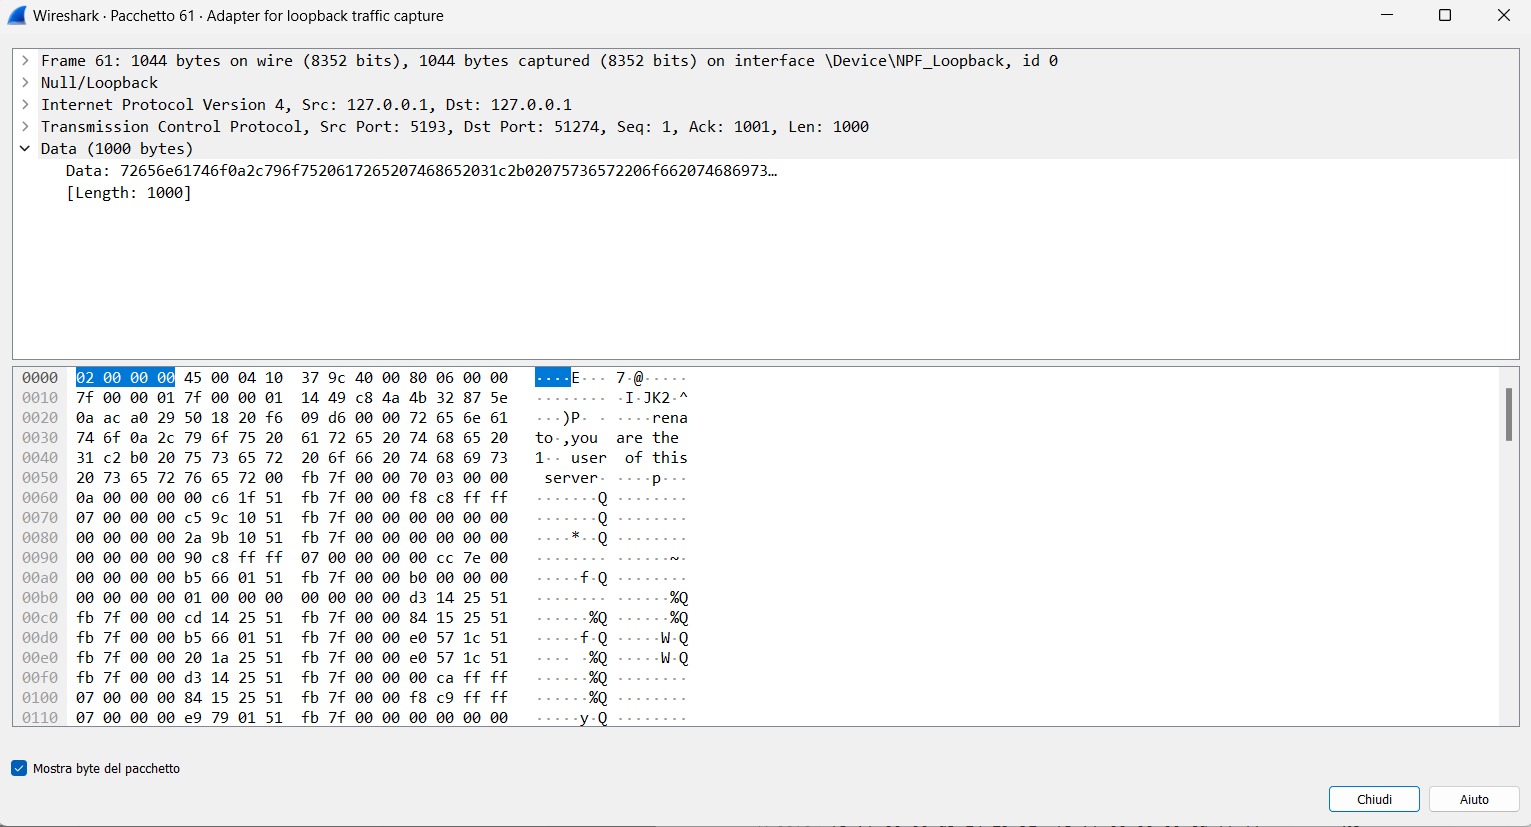 Wireshark · Pacchetto 61 · Adapter for loopback traffic capture
Frame 61: 1044 bytes on wire (8352 bits), 1044 bytes captured (8352 bits) on interface \Device\NPF_Loopback, id 0
Null/Loopback
Internet Protocol Version 4, Src: 127.0.0.1, Dst: 127.0.0.1
Transmission Control Protocol, Src Port: 5193, Dst Port: 51274, Seq: 1, Ack: 1001, Len: 1000
Data (1000 bytes)
Data: 72656e61746f0a2c796f7520617265207468652031c2b02075736572206f662074686973…
[Length: 1000]
0000 02 00 00 00 45 00 04 10 37 9c 40 00 80 06 00 00 ····E··· 7·@·····
0010 7f 00 00 01 7f 00 00 01 14 49 c8 4a 4b 32 87 5e ········ ·I·JK2·^
0020 0a ac a0 29 50 18 20 f6 09 d6 00 00 72 65 6e 61 ···)P· · ····rena
0030 74 6f 0a 2c 79 6f 75 20 61 72 65 20 74 68 65 20 to·,you are the
0040 31 c2 b0 20 75 73 65 72 20 6f 66 20 74 68 69 73 1·· user of this
0050 20 73 65 72 76 65 72 00 fb 7f 00 00 70 03 00 00 server· ····p···
0060 0a 00 00 00 00 c6 1f 51 fb 7f 00 00 f8 c8 ff ff ·······Q ········
0070 07 00 00 00 c5 9c 10 51 fb 7f 00 00 00 00 00 00 ·······Q ········
0080 00 00 00 00 2a 9b 10 51 fb 7f 00 00 00 00 00 00 ····*··Q ········
0090 00 00 00 00 90 c8 ff ff 07 00 00 00 00 cc 7e 00 ········ ······~·
00a0 00 00 00 00 b5 66 01 51 fb 7f 00 00 b0 00 00 00 ·····f·Q ········
00b0 00 00 00 00 01 00 00 00 00 00 00 00 d3 14 25 51 ········ ······%Q
00c0 fb 7f 00 00 cd 14 25 51 fb 7f 00 00 84 15 25 51 ······%Q ······%Q
00d0 fb 7f 00 00 b5 66 01 51 fb 7f 00 00 e0 57 1c 51 ·····f·Q ·····W·Q
00e0 fb 7f 00 00 20 1a 25 51 fb 7f 00 00 e0 57 1c 51 ···· ·%Q ·····W·Q
00f0 fb 7f 00 00 d3 14 25 51 fb 7f 00 00 00 ca ff ff ······%Q ········
0100 07 00 00 00 84 15 25 51 fb 7f 00 00 f8 c9 ff ff ······%Q ········
0110 07 00 00 00 e9 79 01 51 fb 7f 00 00 00 00 00 00 ·····y·Q ········
Mostra byte del pacchetto
Chiudi Aiuto